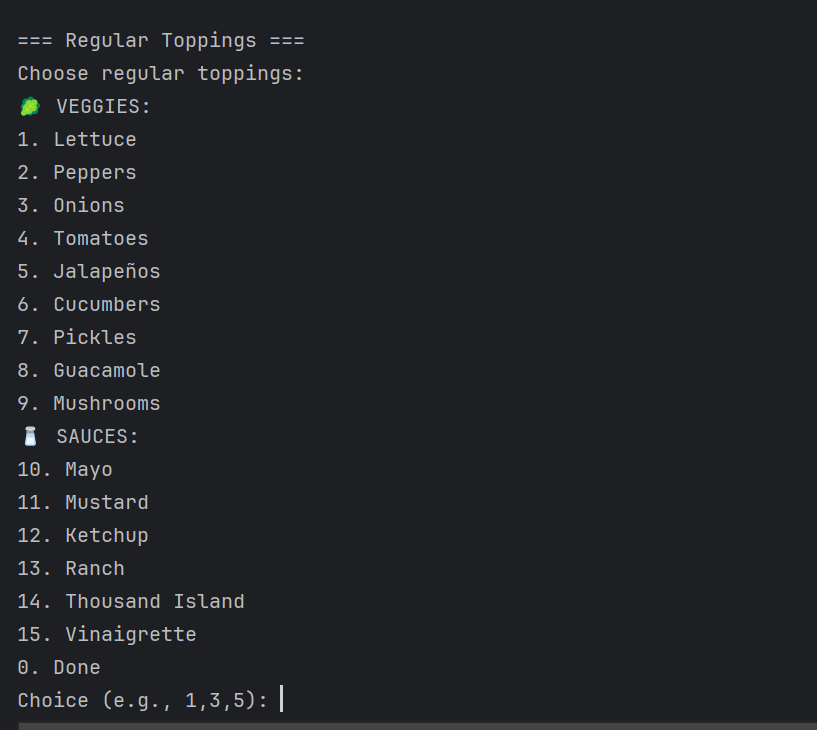 === Regular Toppings ===
Choose regular toppings:
🥬 VEGGIES:
1. Lettuce
2. Peppers
3. Onions
4. Tomatoes
5. Jalapeños
6. Cucumbers
7. Pickles
8. Guacamole
9. Mushrooms
🧂 SAUCES:
10. Mayo
11. Mustard
12. Ketchup
13. Ranch
14. Thousand Island
15. Vinaigrette
0. Done
Choice (e.g., 1,3,5):